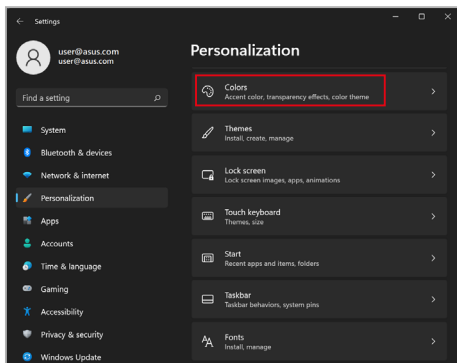 Settings
user@asus.com
user@asus.com
Find a setting
System
Bluetooth & devices
Network & internet
Personalization
Apps
Accounts
Time & language
Gaming
Accessibility
Privacy & security
Windows Update
Personalization
Colors
Accent color, transparency effects, color theme
Themes
Install, create, manage
Lock screen
Lock screen images, apps, animations
Touch keyboard
Themes, size
Start
Recent apps and items, folders
Taskbar
Taskbar behaviors, system pins
Fonts
Install, manage